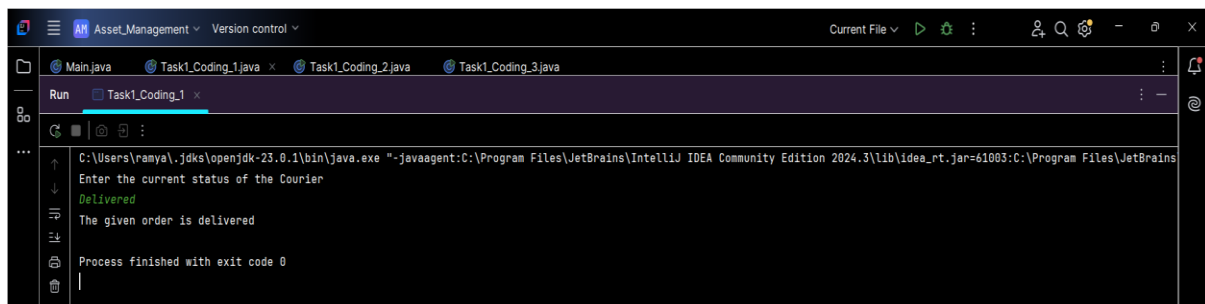 AM Asset_Management Version control Current File
Main.java Task1_Coding_1.java Task1_Coding_2.java Task1_Coding_3.java
Run Task1_Coding_1
C:\Users\ramya\.jdks\openjdk-23.0.1\bin\java.exe "-javaagent:C:\Program Files\JetBrains\IntelliJ IDEA Community Edition 2024.3\lib\idea_rt.jar=61003:C:\Program Files\JetBrains
Enter the current status of the Courier
Delivered
The given order is delivered
Process finished with exit code 0